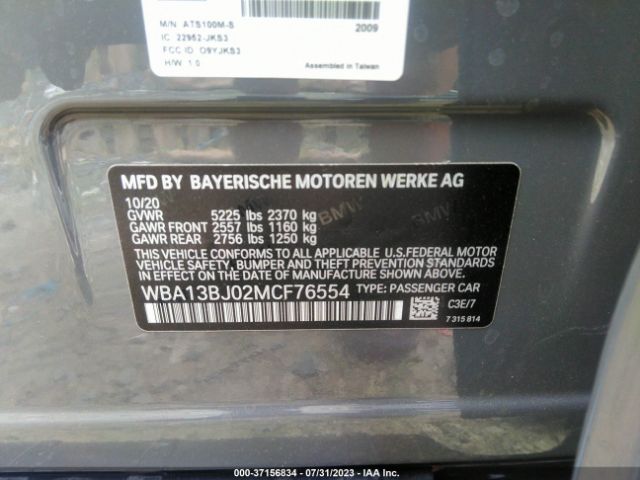 M/N: ATS100M-S 2009
IC: 22952-JKS3
FCC ID: O9YJKS3
H/W: 1.0 Assembled in Taiwan
MFD BY BAYERISCHE MOTOREN WERKE AG
10/20
GVWR 5225 lbs 2370 kg
GAWR FRONT 2557 lbs 1160 kg
GAWR REAR 2756 lbs 1250 kg
THIS VEHICLE CONFORMS TO ALL APPLICABLE U.S.FEDERAL MOTOR
VEHICLE SAFETY, BUMPER, AND THEFT PREVENTION STANDARDS IN
EFFECT ON THE DATE OF MANUFACTURE SHOWN ABOVE.
WBA13BJ02MCF76554 TYPE: PASSENGER CAR
C3E/7
7 315 814
000-37156834 - 07/31/2023 - IAA Inc.